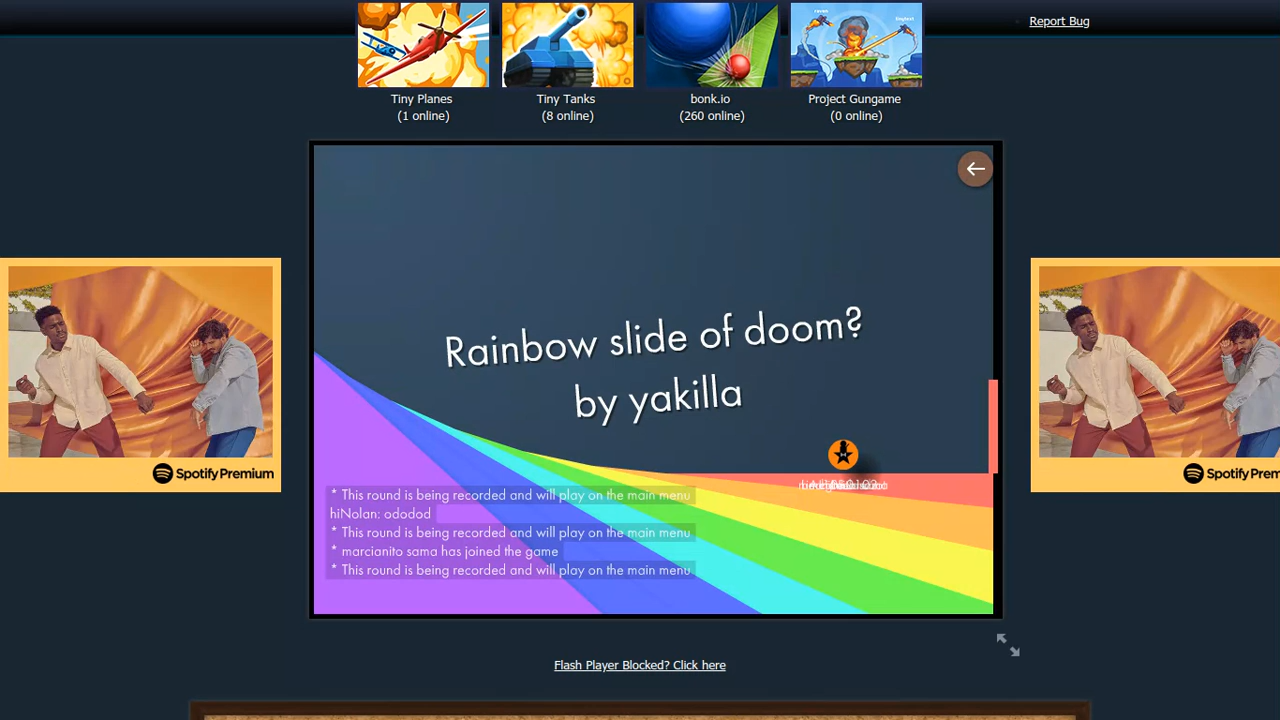 Report Bug
Tiny Planes
(1 online)
Tiny Tanks
(8 online)
bonk.io
(260 online)
Project Gungame
(0 online)
Rainbow slide of doom?
by yakilla
* This round is being recorded and will play on the main menu
hiNolan: ododod
* This round is being recorded and will play on the main menu
* marcianito sama has joined the game
* This round is being recorded and will play on the main menu
Spotify Premium
Spotify Prem
Flash Player Blocked? Click here